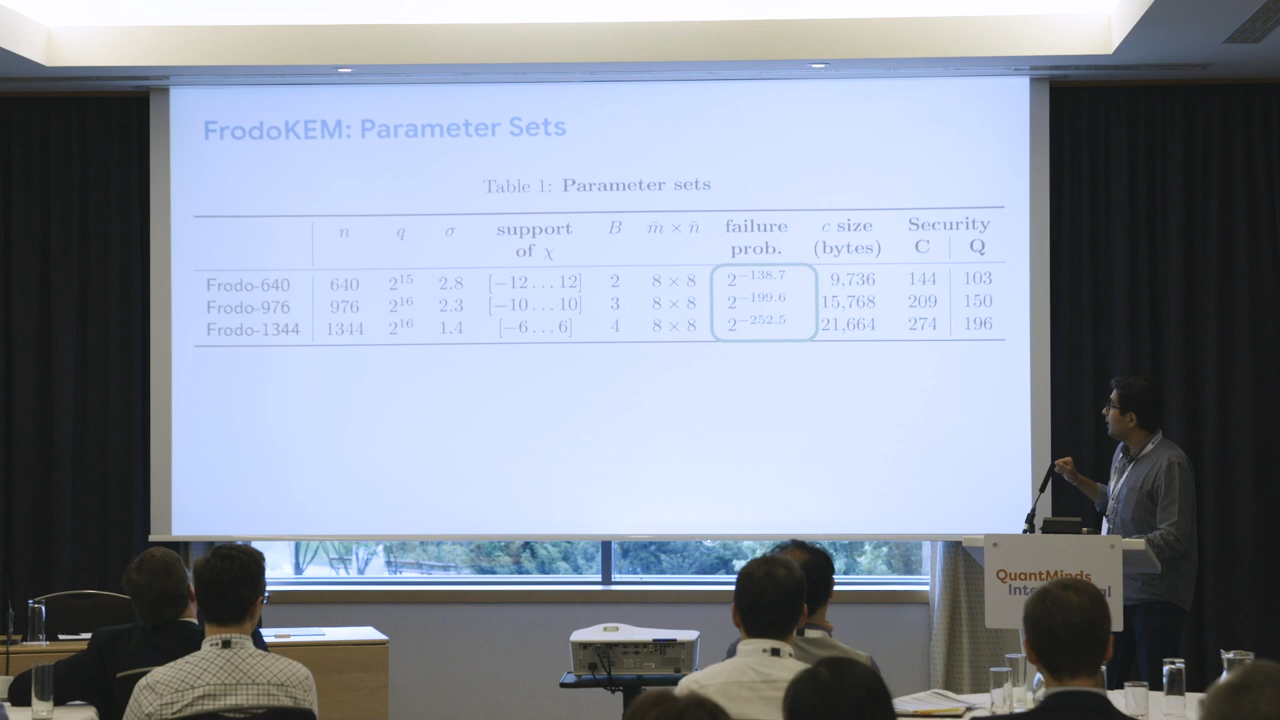 FrodoKEM: Parameter Sets
Table 1: Parameter sets
n q σ support of χ B m̄ × n̄ failure prob. c size (bytes) Security C Q
Frodo-640 640 2^15 2.8 [−12 … 12] 2 8 × 8 2^−138.7 9,736 144 103
Frodo-976 976 2^16 2.3 [−10 … 10] 3 8 × 8 2^−199.6 15,768 209 150
Frodo-1344 1344 2^16 1.4 [−6 … 6] 4 8 × 8 2^−252.5 21,664 274 196
QuantMinds